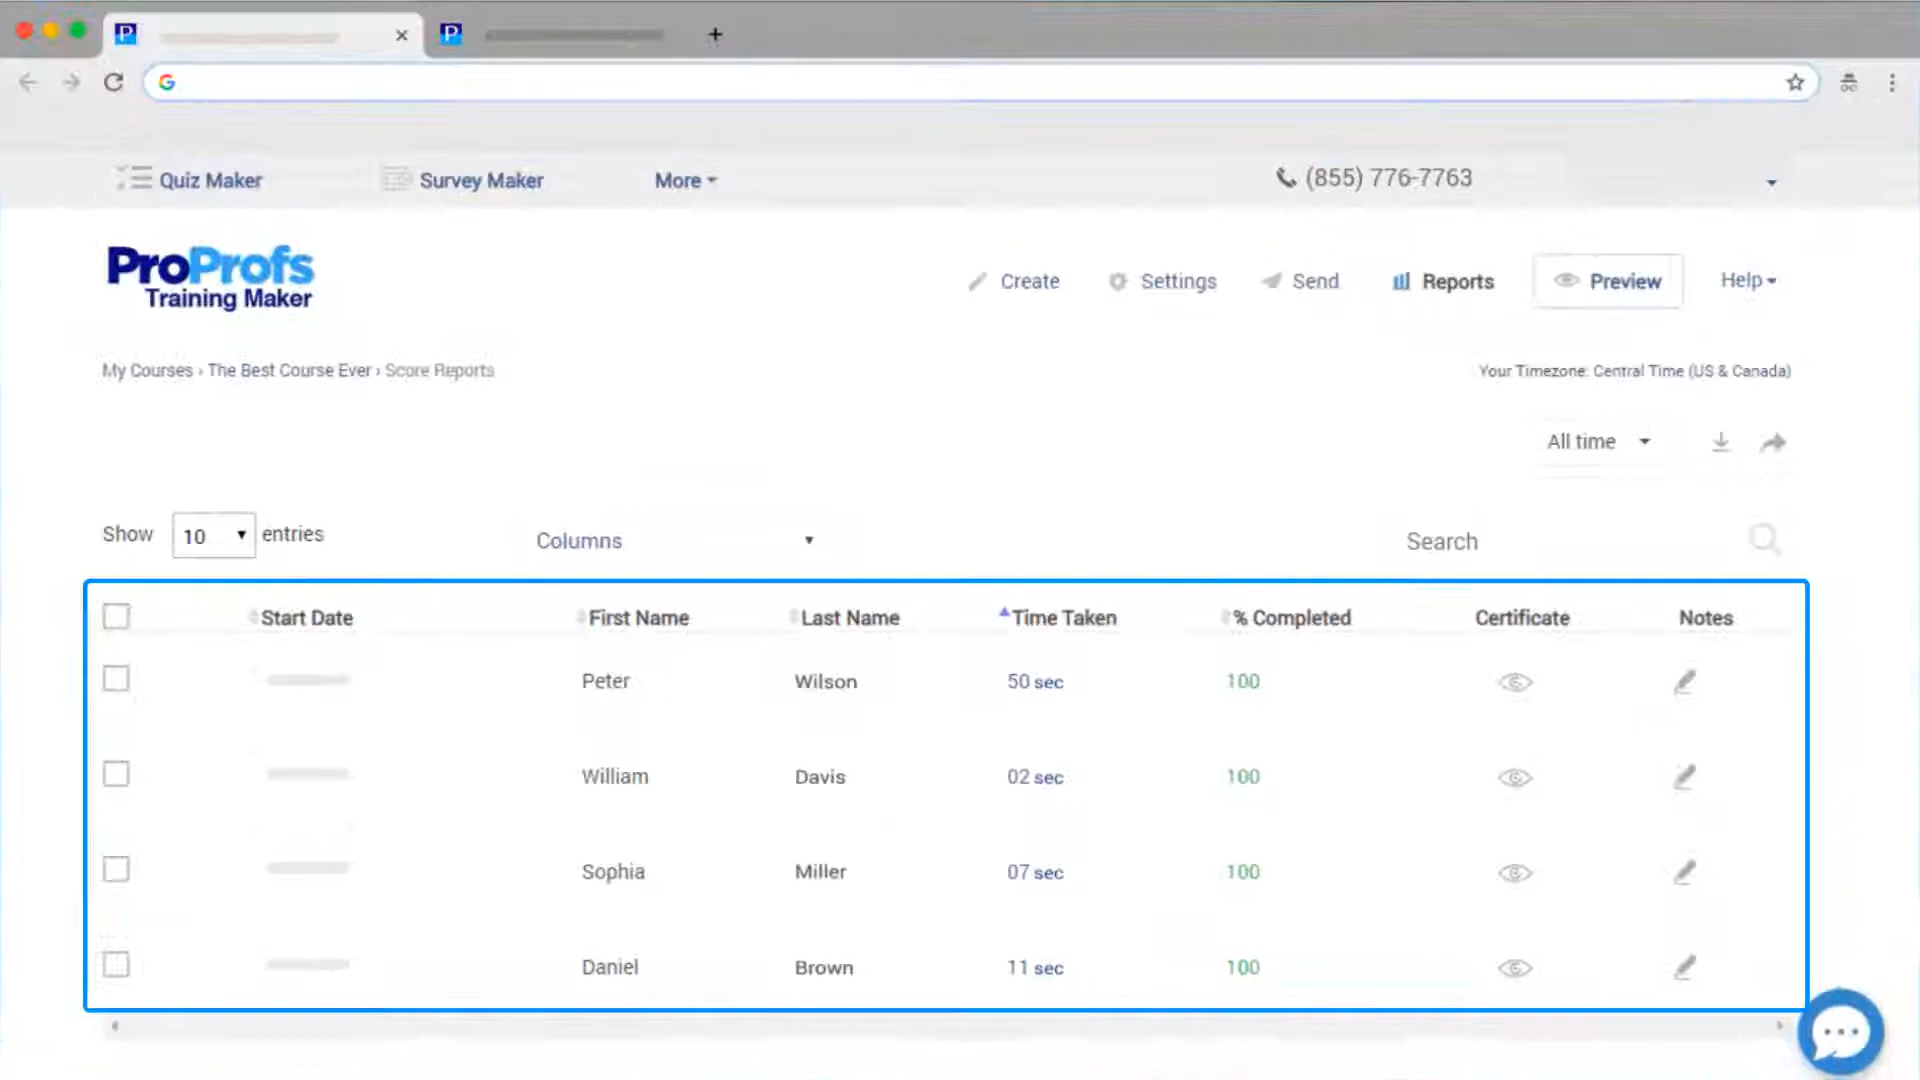 Quiz Maker Survey Maker More (855) 776-7763
ProProfs
Training Maker
Create Settings Send Reports Preview Help
My Courses › The Best Course Ever › Score Reports Your Timezone: Central Time (US & Canada)
All time
Show 10 entries Columns Search
Start Date First Name Last Name Time Taken % Completed Certificate Notes
Peter Wilson 50 sec 100
William Davis 02 sec 100
Sophia Miller 07 sec 100
Daniel Brown 11 sec 100